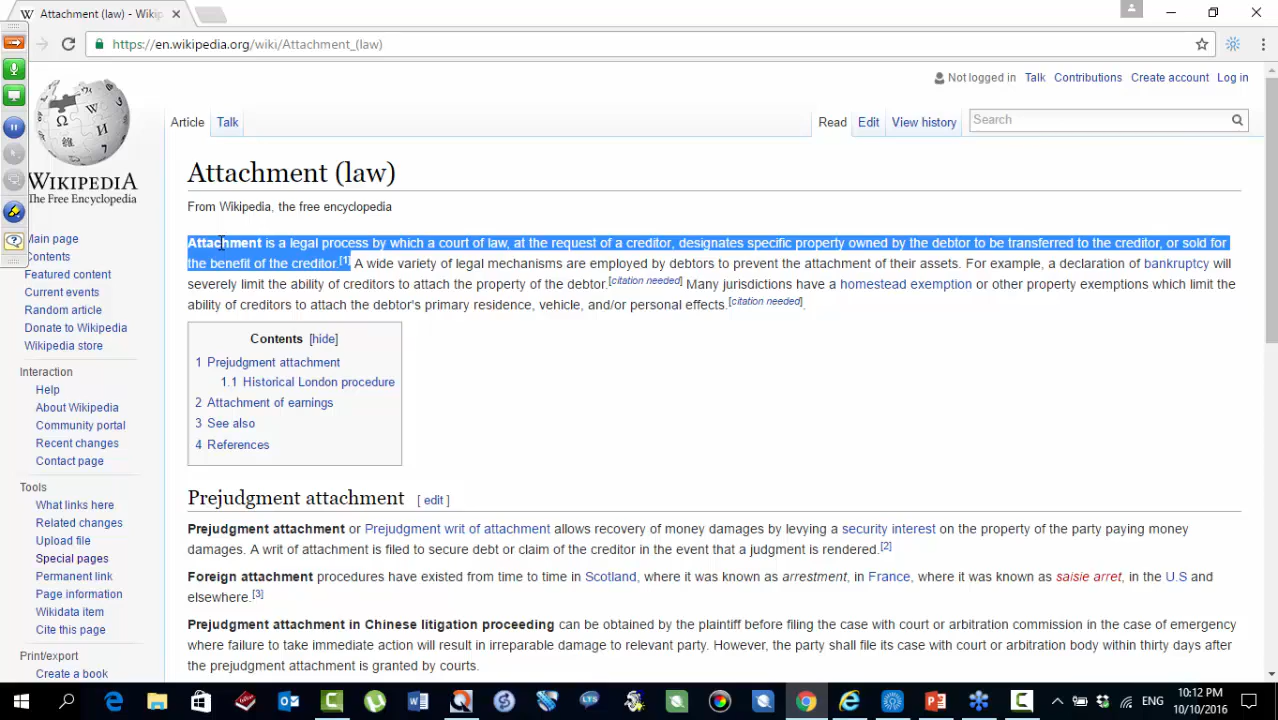 Attachment (law) - Wikip
https://en.wikipedia.org/wiki/Attachment_(law)
Not logged in Talk Contributions Create account Log in
Article Talk Read Edit View history Search
WIKIPEDIA
The Free Encyclopedia
Main page
Contents
Featured content
Current events
Random article
Donate to Wikipedia
Wikipedia store
Interaction
Help
About Wikipedia
Community portal
Recent changes
Contact page
Tools
What links here
Related changes
Upload file
Special pages
Permanent link
Page information
Wikidata item
Cite this page
Print/export
Create a book
Attachment (law)
From Wikipedia, the free encyclopedia
Attachment is a legal process by which a court of law, at the request of a creditor, designates specific property owned by the debtor to be transferred to the creditor, or sold for
the benefit of the creditor.[1] A wide variety of legal mechanisms are employed by debtors to prevent the attachment of their assets. For example, a declaration of bankruptcy will
severely limit the ability of creditors to attach the property of the debtor.[citation needed] Many jurisdictions have a homestead exemption or other property exemptions which limit the
ability of creditors to attach the debtor's primary residence, vehicle, and/or personal effects.[citation needed].
Contents [hide]
1 Prejudgment attachment
1.1 Historical London procedure
2 Attachment of earnings
3 See also
4 References
Prejudgment attachment [ edit ]
Prejudgment attachment or Prejudgment writ of attachment allows recovery of money damages by levying a security interest on the property of the party paying money
damages. A writ of attachment is filed to secure debt or claim of the creditor in the event that a judgment is rendered.[2]
Foreign attachment procedures have existed from time to time in Scotland, where it was known as arrestment, in France, where it was known as saisie arret, in the U.S and
elsewhere.[3]
Prejudgment attachment in Chinese litigation proceeding can be obtained by the plaintiff before filing the case with court or arbitration commission in the case of emergency
where failure to take immediate action will result in irreparable damage to relevant party. However, the party shall file its case with court or arbitration body within thirty days after
the prejudgment attachment is granted by courts.
LTS
ENG
10:12 PM
10/10/2016